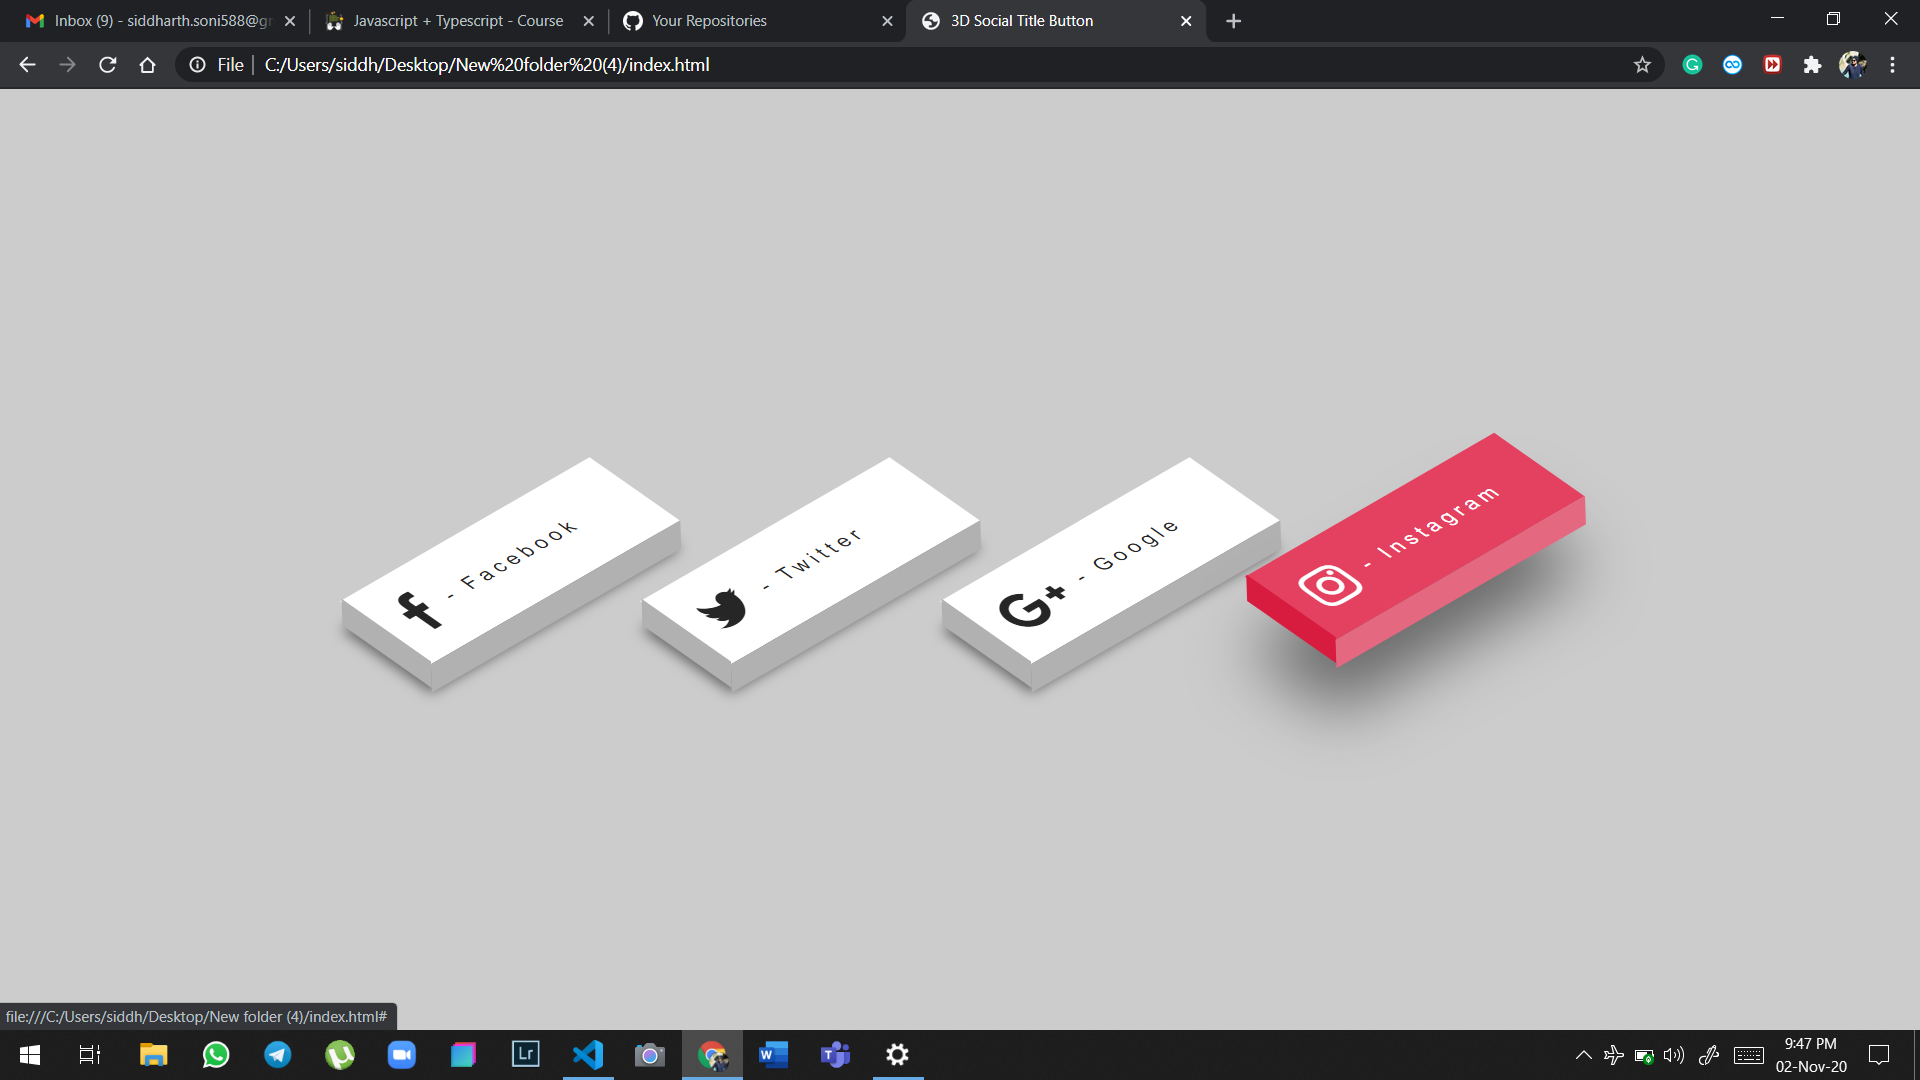 Inbox (9) - siddharth.soni588@g
Javascript + Typescript - Course
Your Repositories
3D Social Title Button
File
C:/Users/siddh/Desktop/New%20folder%20(4)/index.html
- Facebook
- Twitter
G+ - Google
- Instagram
file:///C:/Users/siddh/Desktop/New folder (4)/index.html#
Lr
9:47 PM
02-Nov-20